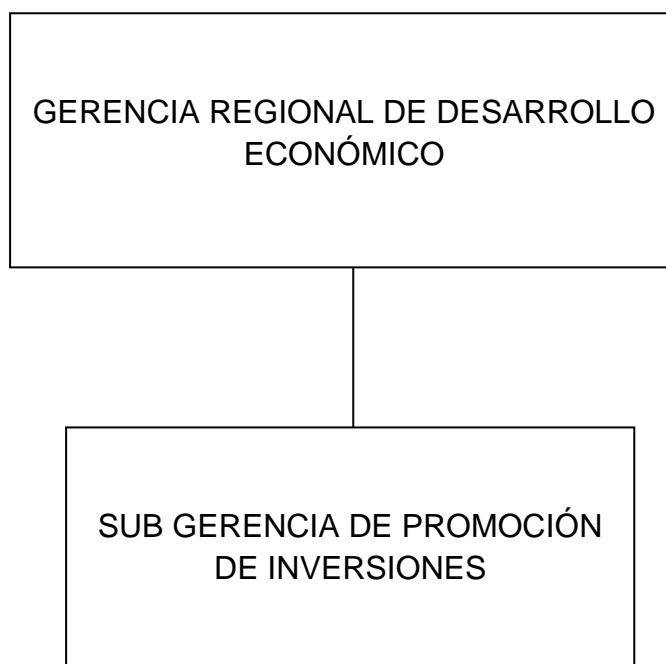 GERENCIA REGIONAL DE DESARROLLO
ECONÓMICO
SUB GERENCIA DE PROMOCIÓN
DE INVERSIONES